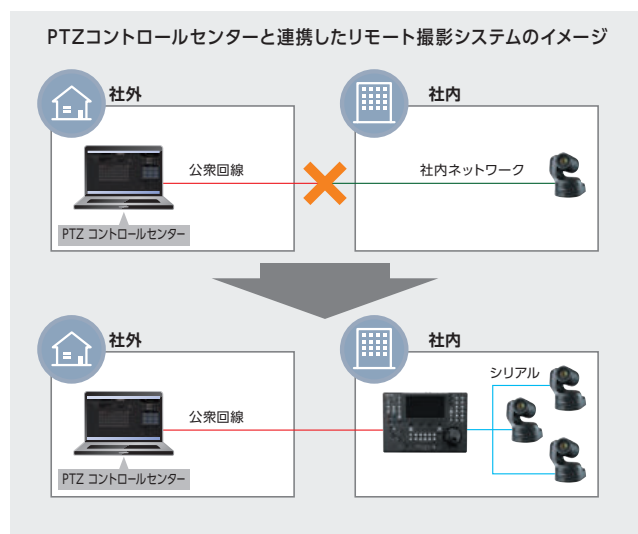 PTZコントロールセンターと連携したリモート撮影システムのイメージ
社外
社内
公衆回線
社内ネットワーク
PTZ コントロールセンター
社外
社内
シリアル
公衆回線
PTZ コントロールセンター